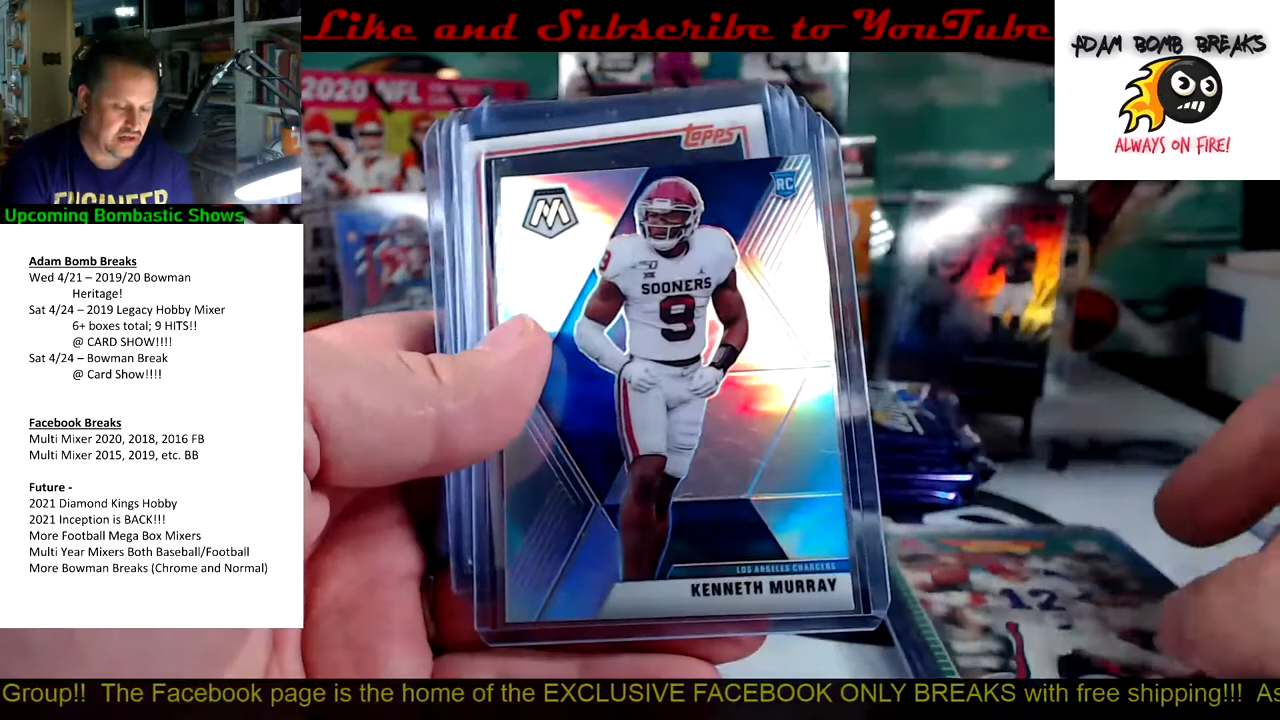 Like and Subscribe to YouTube
ADAM BOMB BREAKS
ALWAYS ON FIRE!
ENGINEER
Upcoming Bombastic Shows
Adam Bomb Breaks
Wed 4/21 – 2019/20 Bowman
Heritage!
Sat 4/24 – 2019 Legacy Hobby Mixer
6+ boxes total; 9 HITS!!
@ CARD SHOW!!!!
Sat 4/24 – Bowman Break
@ Card Show!!!!
Facebook Breaks
Multi Mixer 2020, 2018, 2016 FB
Multi Mixer 2015, 2019, etc. BB
Future -
2021 Diamond Kings Hobby
2021 Inception is BACK!!!
More Football Mega Box Mixers
Multi Year Mixers Both Baseball/Football
More Bowman Breaks (Chrome and Normal)
2020 NFL
TOPPS
M
RC
SOONERS
9
9
LOS ANGELES CHARGERS
KENNETH MURRAY
12
Group!! The Facebook page is the home of the EXCLUSIVE FACEBOOK ONLY BREAKS with free shipping!!! As